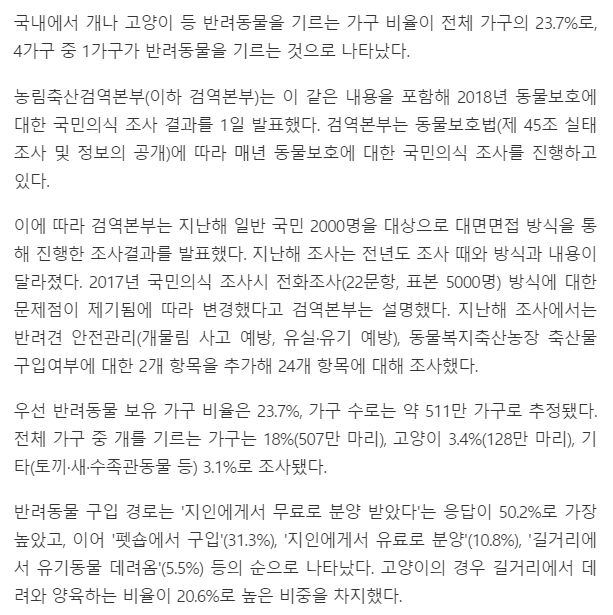 국내에서 개나 고양이 등 반려동물을 기르는 가구 비율이 전체 가구의 23.7%로,
4가구 중 1가구가 반려동물을 기르는 것으로 나타났다.
농림축산검역본부(이하 검역본부)는 이 같은 내용을 포함해 2018년 동물보호에
대한 국민의식 조사 결과를 1일 발표했다. 검역본부는 동물보호법(제 45조 실태
조사 및 정보의 공개)에 따라 매년 동물보호에 대한 국민의식 조사를 진행하고
있다.
이에 따라 검역본부는 지난해 일반 국민 2000명을 대상으로 대면면접 방식을 통
해 진행한 조사결과를 발표했다. 지난해 조사는 전년도 조사 때와 방식과 내용이
달라졌다. 2017년 국민의식 조사시 전화조사(22문항, 표본 5000명) 방식에 대한
문제점이 제기됨에 따라 변경했다고 검역본부는 설명했다. 지난해 조사에서는
반려견 안전관리(개물림 사고 예방, 유실·유기 예방), 동물복지축산농장 축산물
구입여부에 대한 2개 항목을 추가해 24개 항목에 대해 조사했다.
우선 반려동물 보유 가구 비율은 23.7%, 가구 수로는 약 511만 가구로 추정됐다.
전체 가구 중 개를 기르는 가구는 18%(507만 마리), 고양이 3.4%(128만 마리), 기
타(토끼·새·수족관동물 등) 3.1%로 조사됐다.
반려동물 구입 경로는 '지인에게서 무료로 분양 받았다'는 응답이 50.2%로 가장
높았고, 이어 '펫숍에서 구입'(31.3%), '지인에게서 유료로 분양'(10.8%), '길거리에
서 유기동물 데려옴'(5.5%) 등의 순으로 나타났다. 고양이의 경우 길거리에서 데
려와 양육하는 비율이 20.6%로 높은 비중을 차지했다.